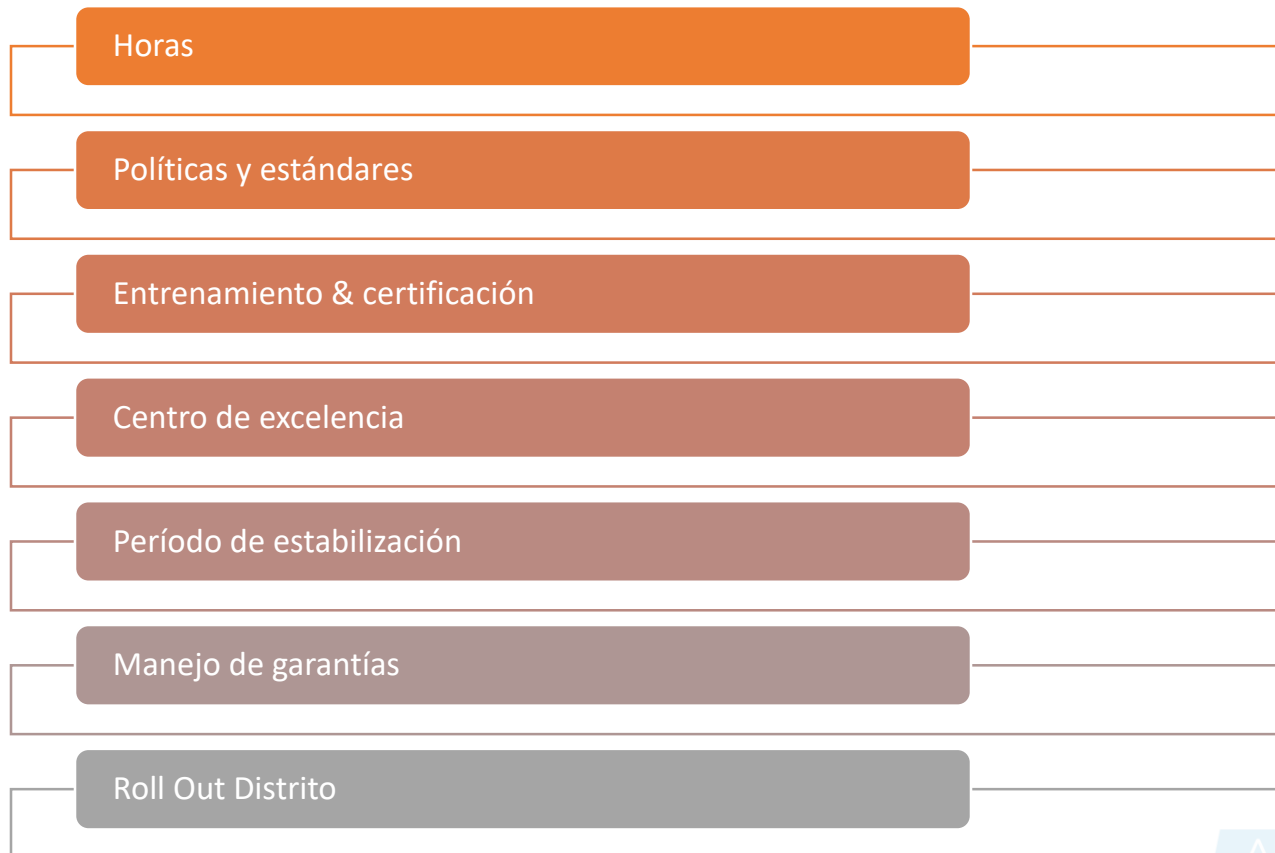 Horas
Políticas y estándares
Entrenamiento & certificación
Centro de excelencia
Período de estabilización
Manejo de garantías
Roll Out Distrito
A